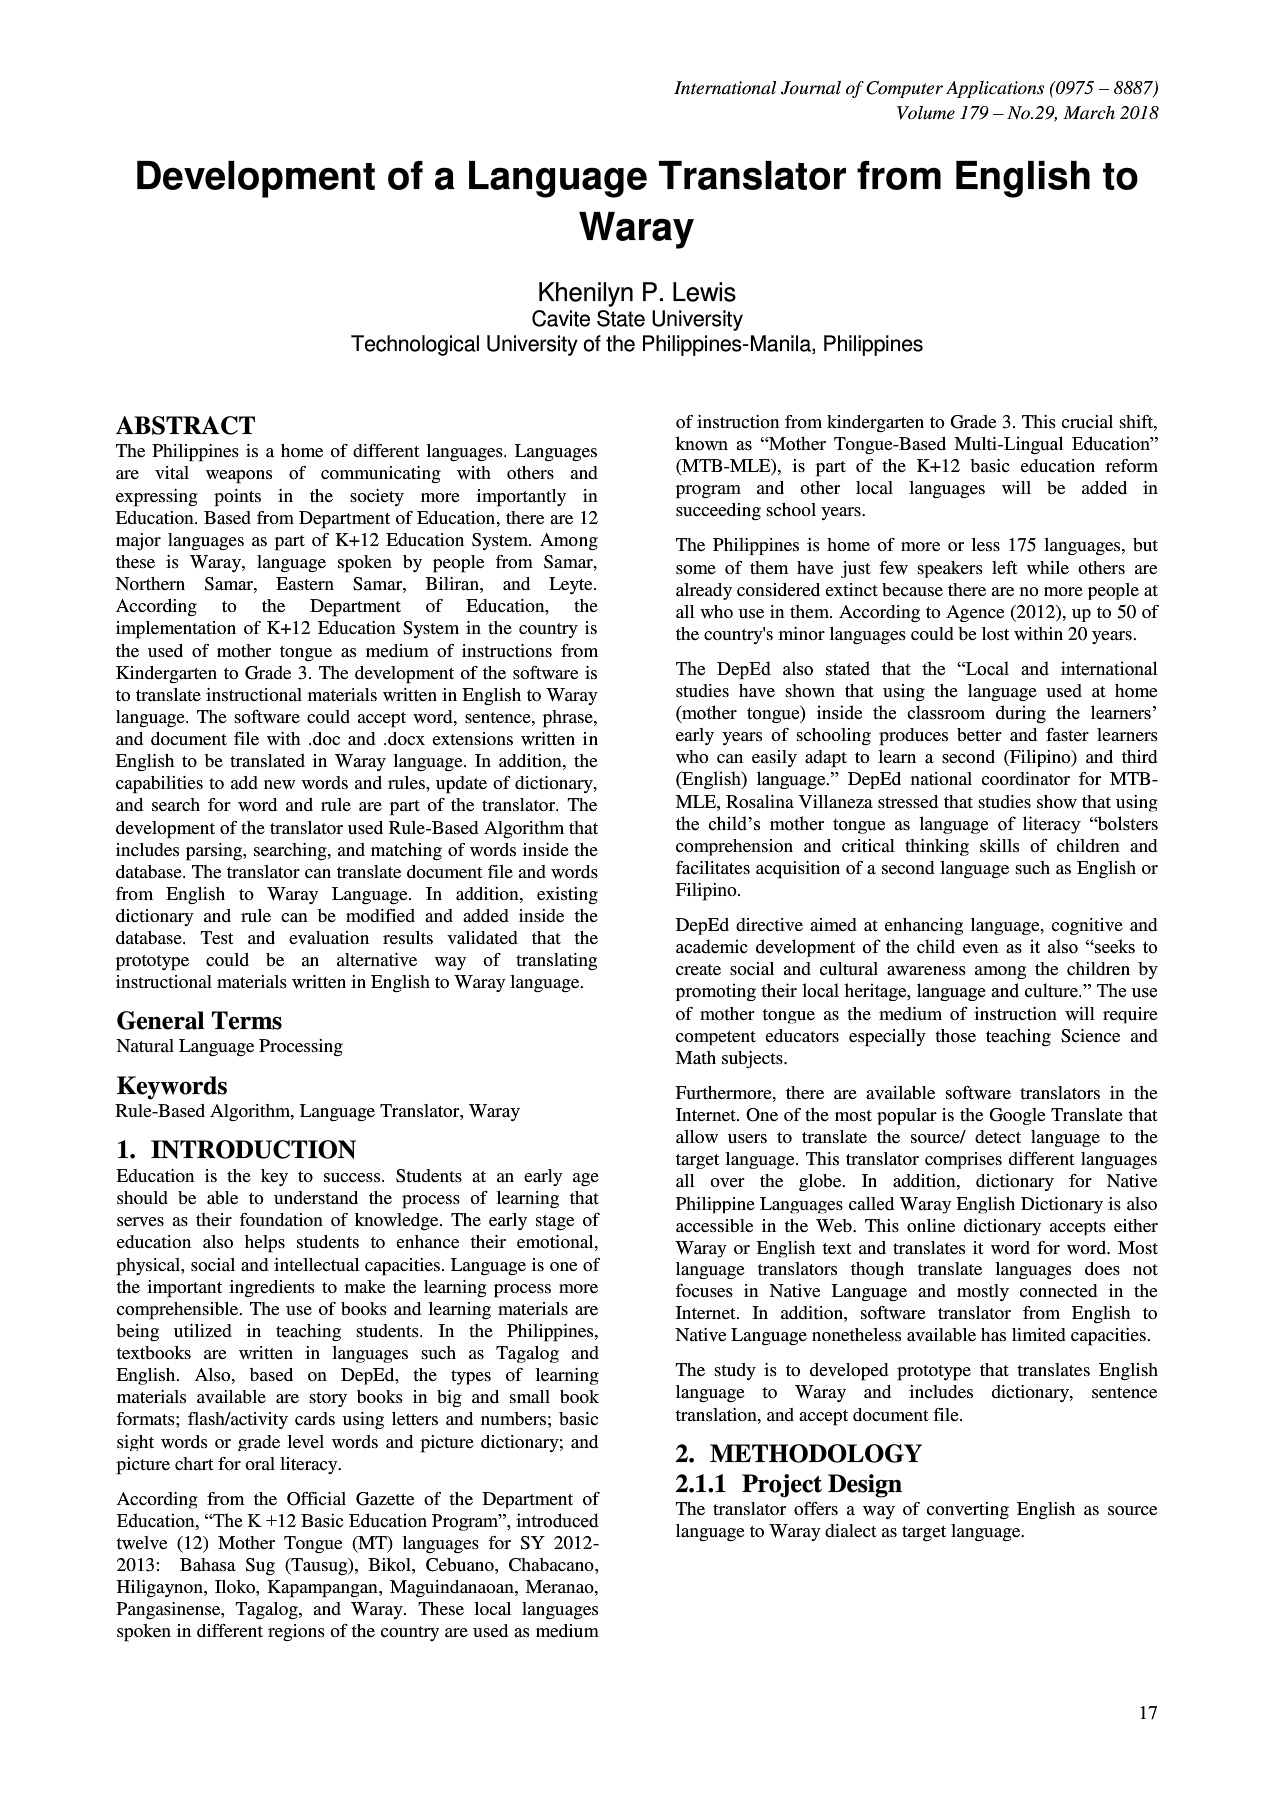 International Journal of Computer Applications (0975 – 8887)
Volume 179 – No.29, March 2018
Development of a Language Translator from English to
Waray
Khenilyn P. Lewis
Cavite State University
Technological University of the Philippines-Manila, Philippines
ABSTRACT
The Philippines is a home of different languages. Languages
are vital weapons of communicating with others and
expressing points in the society more importantly in
Education. Based from Department of Education, there are 12
major languages as part of K+12 Education System. Among
these is Waray, language spoken by people from Samar,
Northern Samar, Eastern Samar, Biliran, and Leyte.
According to the Department of Education, the
implementation of K+12 Education System in the country is
the used of mother tongue as medium of instructions from
Kindergarten to Grade 3. The development of the software is
to translate instructional materials written in English to Waray
language. The software could accept word, sentence, phrase,
and document file with .doc and .docx extensions written in
English to be translated in Waray language. In addition, the
capabilities to add new words and rules, update of dictionary,
and search for word and rule are part of the translator. The
development of the translator used Rule-Based Algorithm that
includes parsing, searching, and matching of words inside the
database. The translator can translate document file and words
from English to Waray Language. In addition, existing
dictionary and rule can be modified and added inside the
database. Test and evaluation results validated that the
prototype could be an alternative way of translating
instructional materials written in English to Waray language.
General Terms
Natural Language Processing
Keywords
Rule-Based Algorithm, Language Translator, Waray
1. INTRODUCTION
Education is the key to success. Students at an early age
should be able to understand the process of learning that
serves as their foundation of knowledge. The early stage of
education also helps students to enhance their emotional,
physical, social and intellectual capacities. Language is one of
the important ingredients to make the learning process more
comprehensible. The use of books and learning materials are
being utilized in teaching students. In the Philippines,
textbooks are written in languages such as Tagalog and
English. Also, based on DepEd, the types of learning
materials available are story books in big and small book
formats; flash/activity cards using letters and numbers; basic
sight words or grade level words and picture dictionary; and
picture chart for oral literacy.
According from the Official Gazette of the Department of
Education, “The K +12 Basic Education Program”, introduced
twelve (12) Mother Tongue (MT) languages for SY 2012-
2013: Bahasa Sug (Tausug), Bikol, Cebuano, Chabacano,
Hiligaynon, Iloko, Kapampangan, Maguindanaoan, Meranao,
Pangasinense, Tagalog, and Waray. These local languages
spoken in different regions of the country are used as medium
of instruction from kindergarten to Grade 3. This crucial shift,
known as “Mother Tongue-Based Multi-Lingual Education”
(MTB-MLE), is part of the K+12 basic education reform
program and other local languages will be added in
succeeding school years.
The Philippines is home of more or less 175 languages, but
some of them have just few speakers left while others are
already considered extinct because there are no more people at
all who use in them. According to Agence (2012), up to 50 of
the country's minor languages could be lost within 20 years.
The DepEd also stated that the “Local and international
studies have shown that using the language used at home
(mother tongue) inside the classroom during the learners’
early years of schooling produces better and faster learners
who can easily adapt to learn a second (Filipino) and third
(English) language.” DepEd national coordinator for MTB-
MLE, Rosalina Villaneza stressed that studies show that using
the child’s mother tongue as language of literacy “bolsters
comprehension and critical thinking skills of children and
facilitates acquisition of a second language such as English or
Filipino.
DepEd directive aimed at enhancing language, cognitive and
academic development of the child even as it also “seeks to
create social and cultural awareness among the children by
promoting their local heritage, language and culture.” The use
of mother tongue as the medium of instruction will require
competent educators especially those teaching Science and
Math subjects.
Furthermore, there are available software translators in the
Internet. One of the most popular is the Google Translate that
allow users to translate the source/ detect language to the
target language. This translator comprises different languages
all over the globe. In addition, dictionary for Native
Philippine Languages called Waray English Dictionary is also
accessible in the Web. This online dictionary accepts either
Waray or English text and translates it word for word. Most
language translators though translate languages does not
focuses in Native Language and mostly connected in the
Internet. In addition, software translator from English to
Native Language nonetheless available has limited capacities.
The study is to developed prototype that translates English
language to Waray and includes dictionary, sentence
translation, and accept document file.
2. METHODOLOGY
2.1.1 Project Design
The translator offers a way of converting English as source
language to Waray dialect as target language.
17